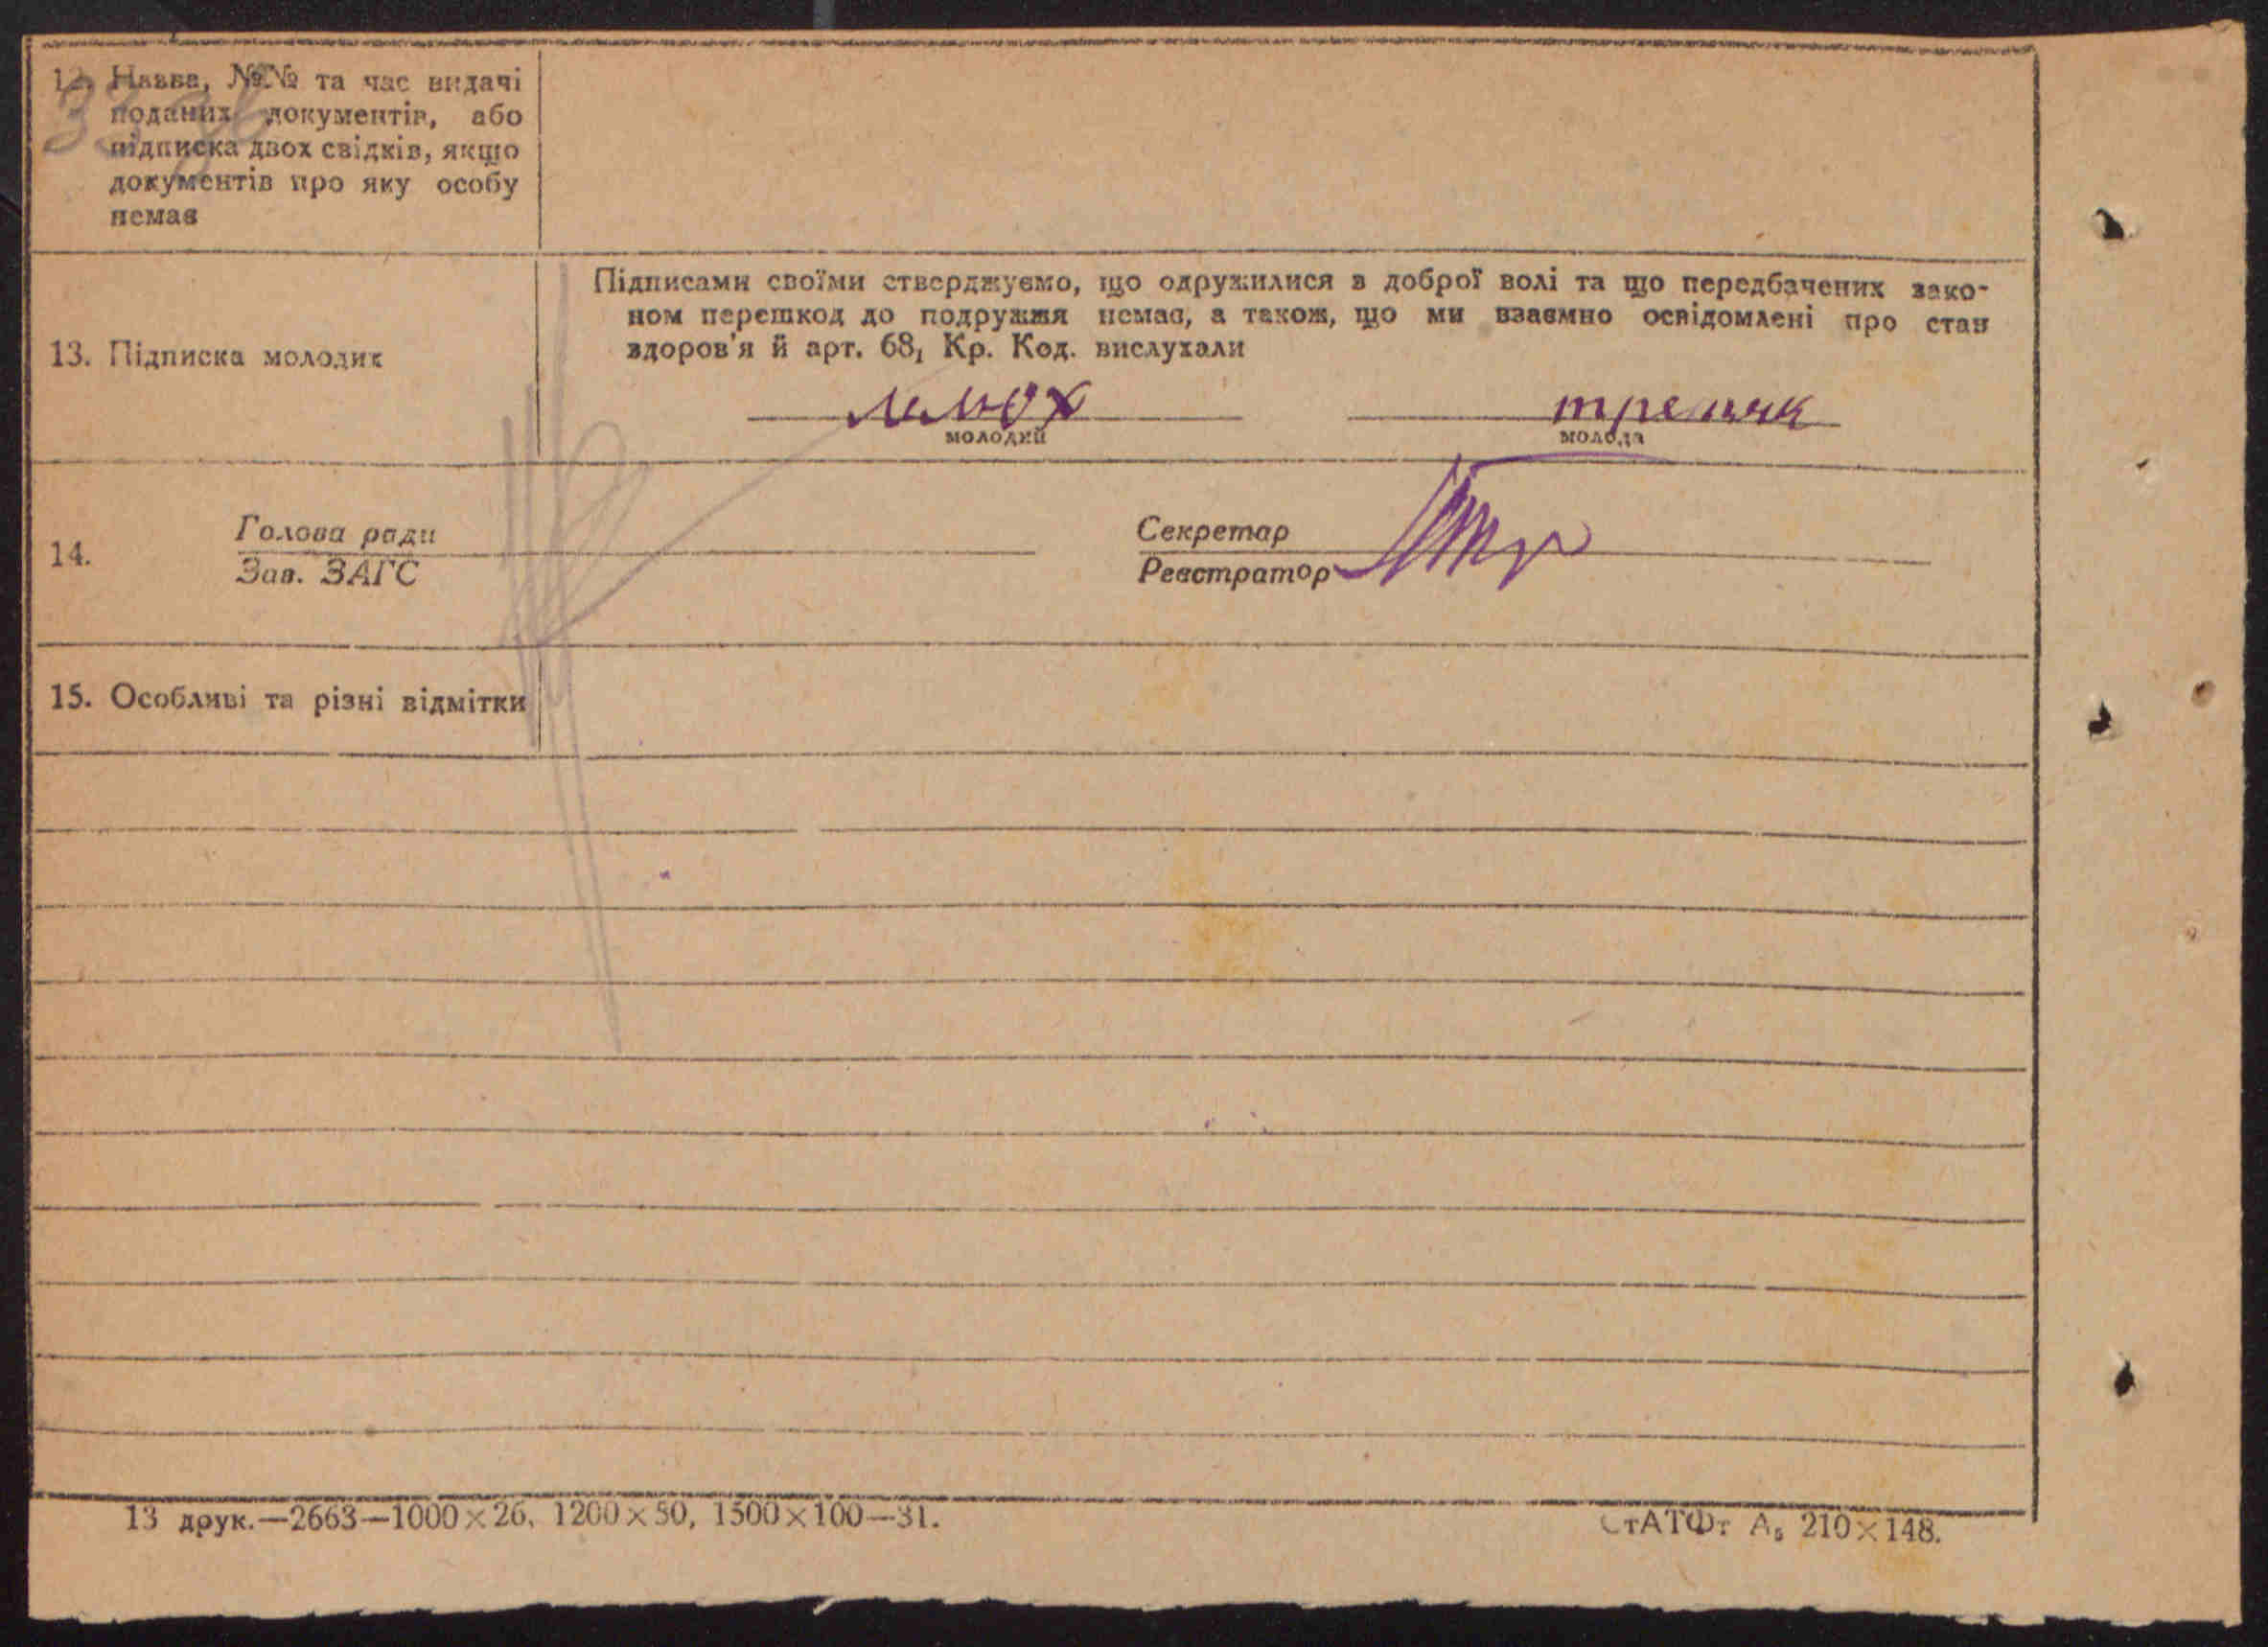 12. Назва, №№ та час видачі
поданих документів, або
підписка двох свідків, якщо
документів про яку особу
немає
Підписами своїми стверджуємо, що одружилися з доброї волі та що передбачених зако-
ном перешкод до подружжя немає, а також, що ми взаємно освідомлені про стан
здоров'я й арт. 68, Кр. Код. вислухали
13. Підписка молодих
молодий
молода
14.
Голова ради
Зав. ЗАГС
Секретар
Реєстратор
15. Особливі та різні відмітки
13 друк.—2663—1000×26, 1200×50, 1500×100—31.
СтАТФт А₅ 210×148.